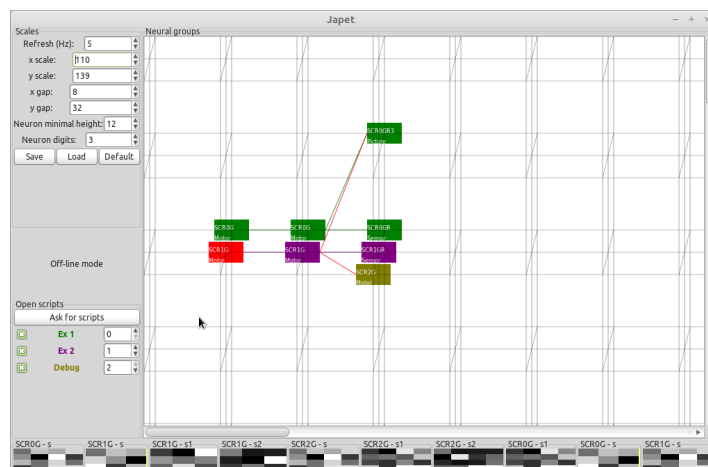 Japet
Scales
Neural groups
Refresh (Hz): 5
x scale: 110
y scale: 139
x gap: 8
y gap: 32
Neuron minimal height: 12
Neuron digits: 3
Save Load Default
SCR0GR3
Picture
SCR0G SCR0G SCR0GR
Motor Motor Sensor
SCR1G SCR1G SCR1GR
Motor Motor Sensor
SCR2G
Motor
Off-line mode
Open scripts
Ask for scripts
Ex 1 0
Ex 2 1
Debug 2
SCR0G - s SCR1G - s SCR1G - s1 SCR1G - s2 SCR2G - s SCR2G - s1 SCR2G - s2 SCR0G - s1 SCR0G - s SCR1G - s